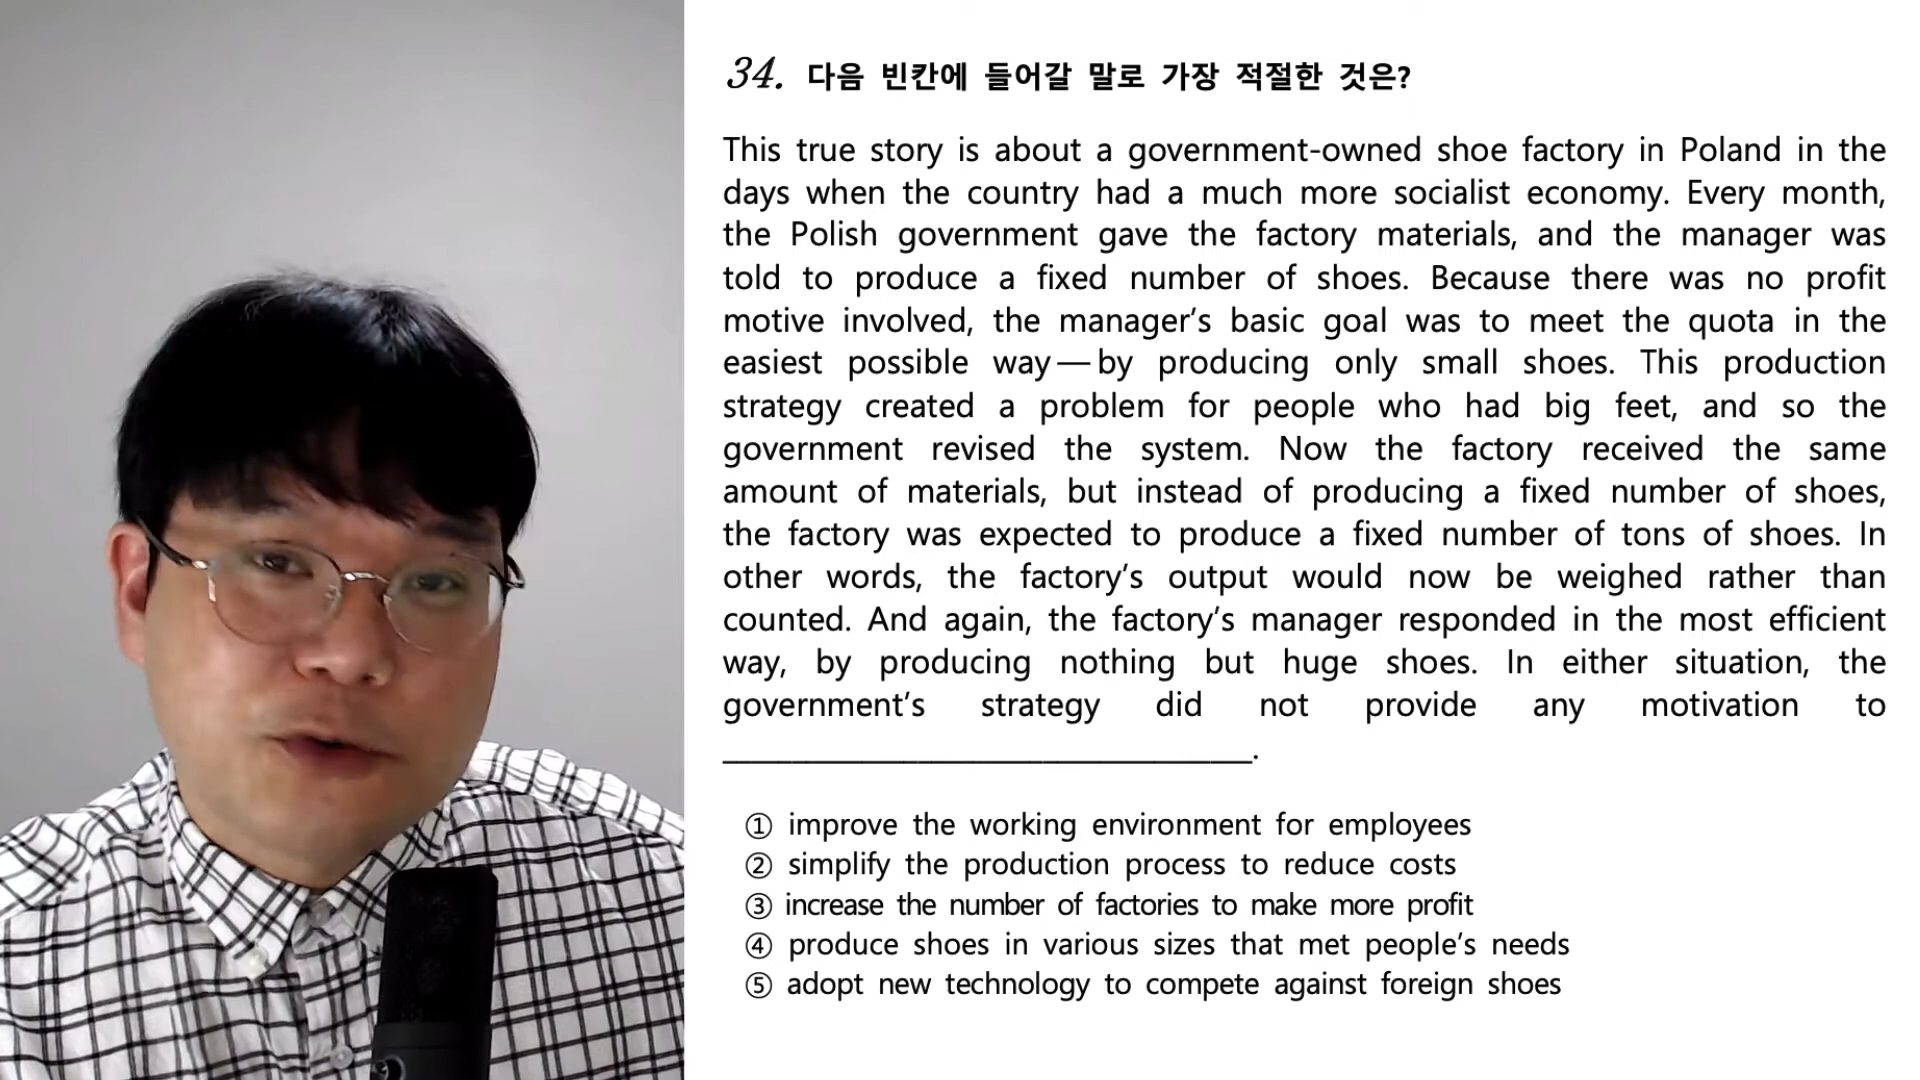 34. 다음 빈칸에 들어갈 말로 가장 적절한 것은?
This true story is about a government-owned shoe factory in Poland in the
days when the country had a much more socialist economy. Every month,
the Polish government gave the factory materials, and the manager was
told to produce a fixed number of shoes. Because there was no profit
motive involved, the manager’s basic goal was to meet the quota in the
easiest possible way — by producing only small shoes. This production
strategy created a problem for people who had big feet, and so the
government revised the system. Now the factory received the same
amount of materials, but instead of producing a fixed number of shoes,
the factory was expected to produce a fixed number of tons of shoes. In
other words, the factory’s output would now be weighed rather than
counted. And again, the factory’s manager responded in the most efficient
way, by producing nothing but huge shoes. In either situation, the
government’s strategy did not provide any motivation to
______________________________.
① improve the working environment for employees
② simplify the production process to reduce costs
③ increase the number of factories to make more profit
④ produce shoes in various sizes that met people’s needs
⑤ adopt new technology to compete against foreign shoes